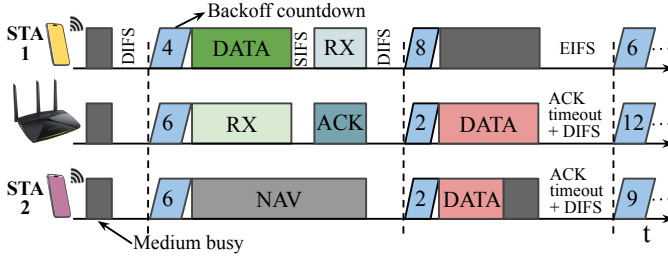 Backoff countdown
STA
1
DIFS
4
DATA
SIFS
RX
DIFS
8
EIFS
6
6
RX
ACK
2
DATA
ACK
timeout
+ DIFS
12
STA
2
6
NAV
2
DATA
ACK
timeout
+ DIFS
9
Medium busy
t